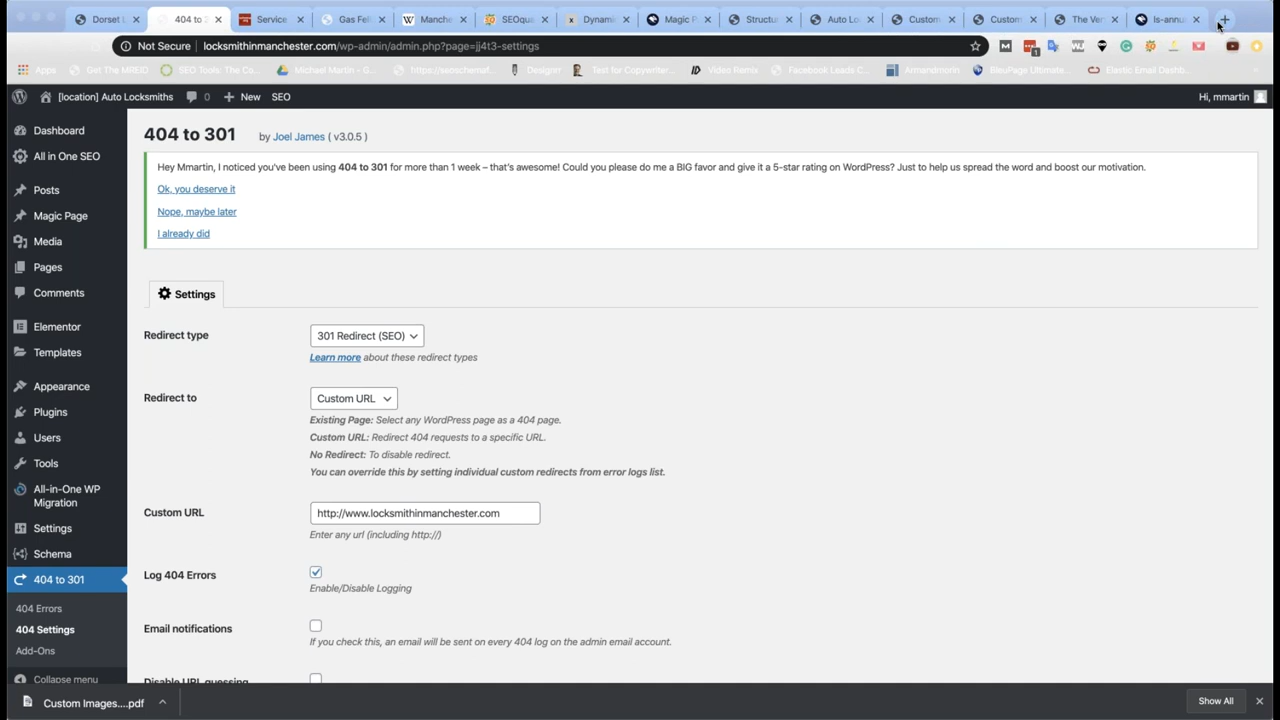 Dorset L
404 to 3
Service
Gas Fell
Manche
SEOqua
Dynami
Magic P
Structu
Auto Lo
Custom
Custom
The Ver
is-annu
Not Secure locksmithinmanchester.com/wp-admin/admin.php?page=jj4t3-settings
Apps Girl The MREID SEO Tools: The Co... Michael Martin - G... https://seoschemaf... Designrr Test for Copywriter... Video Remix Facebook Leads C... Armandmorin BleuPage Ultimate... Elastic Email Dashb...
[location] Auto Locksmiths 0 New SEO Hi, mmartin
Dashboard
All in One SEO
Posts
Magic Page
Media
Pages
Comments
Elementor
Templates
Appearance
Plugins
Users
Tools
All-in-One WP
Migration
Settings
Schema
404 to 301
404 Errors
404 Settings
Add-Ons
Collapse menu
404 to 301 by Joel James ( v3.0.5 )
Hey Mmartin, I noticed you've been using 404 to 301 for more than 1 week – that's awesome! Could you please do me a BIG favor and give it a 5-star rating on WordPress? Just to help us spread the word and boost our motivation.
Ok, you deserve it
Nope, maybe later
I already did
Settings
Redirect type
301 Redirect (SEO)
Learn more about these redirect types
Redirect to
Custom URL
Existing Page: Select any WordPress page as a 404 page.
Custom URL: Redirect 404 requests to a specific URL.
No Redirect: To disable redirect.
You can override this by setting individual custom redirects from error logs list.
Custom URL
http://www.locksmithinmanchester.com
Enter any url (including http://)
Log 404 Errors
Enable/Disable Logging
Email notifications
If you check this, an email will be sent on every 404 log on the admin email account.
Disable URL guessing
Custom Images....pdf
Show All